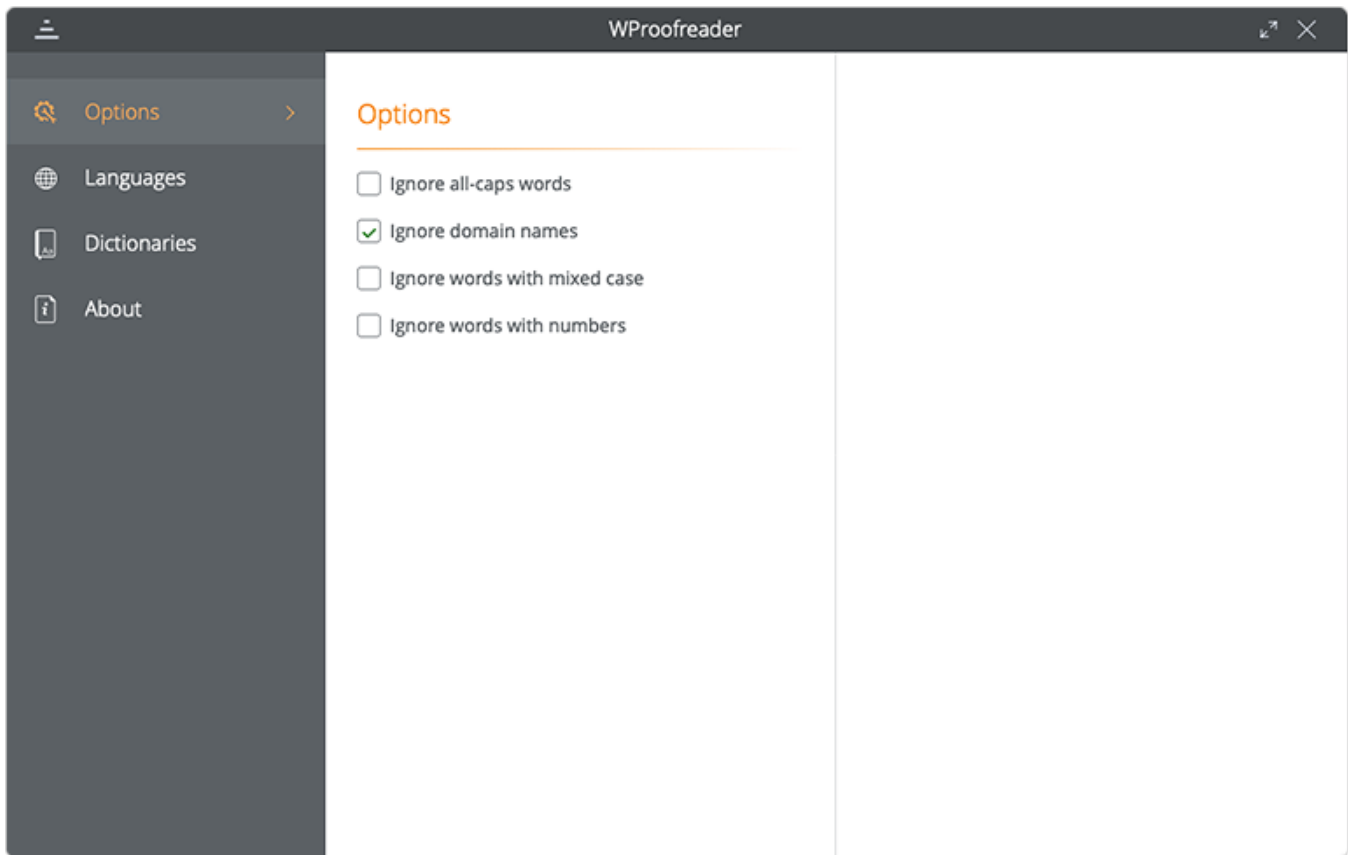 WProofreader
Options
Languages
Dictionaries
About
Options
Ignore all-caps words
Ignore domain names
Ignore words with mixed case
Ignore words with numbers